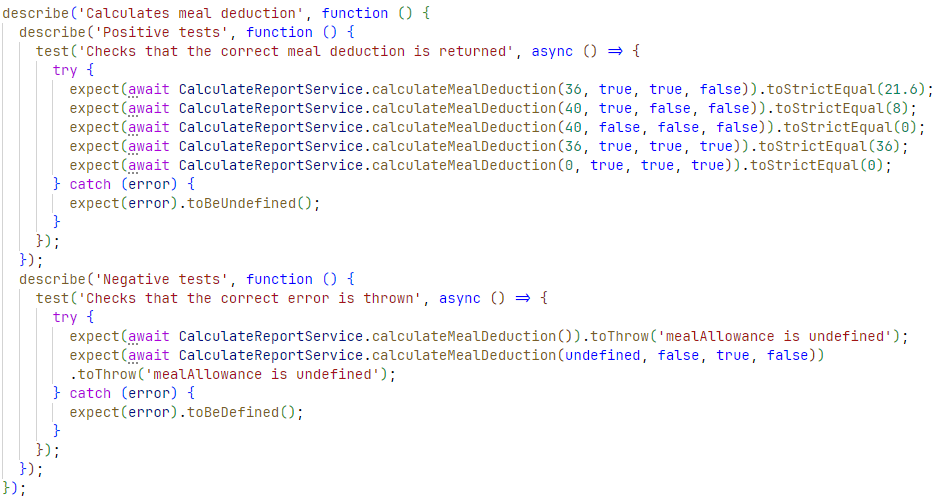 describe('Calculates meal deduction', function () {
  describe('Positive tests', function () {
    test('Checks that the correct meal deduction is returned', async () => {
      try {
        expect(await CalculateReportService.calculateMealDeduction(36, true, true, false)).toStrictEqual(21.6);
        expect(await CalculateReportService.calculateMealDeduction(40, true, false, false)).toStrictEqual(8);
        expect(await CalculateReportService.calculateMealDeduction(40, false, false, false)).toStrictEqual(0);
        expect(await CalculateReportService.calculateMealDeduction(36, true, true, true)).toStrictEqual(36);
        expect(await CalculateReportService.calculateMealDeduction(0, true, true, true)).toStrictEqual(0);
      } catch (error) {
        expect(error).toBeUndefined();
      }
    });
  });
  describe('Negative tests', function () {
    test('Checks that the correct error is thrown', async () => {
      try {
        expect(await CalculateReportService.calculateMealDeduction()).toThrow('mealAllowance is undefined');
        expect(await CalculateReportService.calculateMealDeduction(undefined, false, true, false))
        .toThrow('mealAllowance is undefined');
      } catch (error) {
        expect(error).toBeDefined();
      }
    });
  });
});